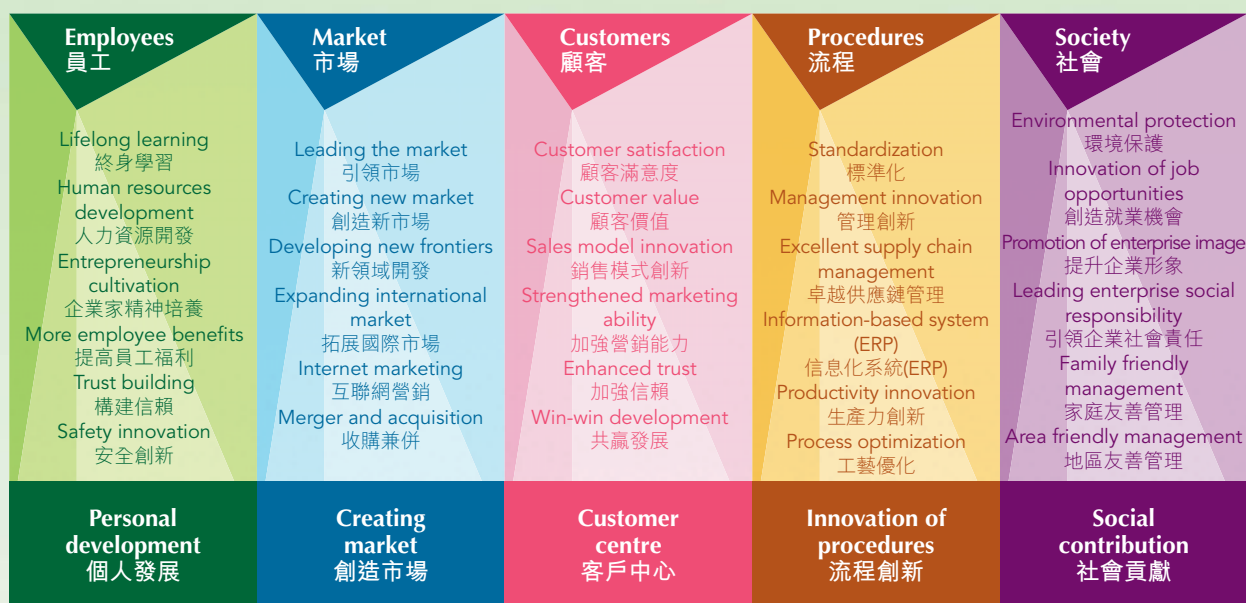 Employees
員工
Lifelong learning
終身學習
Human resources
development
人力資源開發
Entrepreneurship
cultivation
企業家精神培養
More employee benefits
提高員工福利
Trust building
構建信賴
Safety innovation
安全創新
Personal
development
個人發展
Market
市場
Leading the market
引領市場
Creating new market
創造新市場
Developing new frontiers
新領域開發
Expanding international
market
拓展國際市場
Internet marketing
互聯網營銷
Merger and acquisition
收購兼併
Creating
market
創造市場
Customers
顧客
Customer satisfaction
顧客滿意度
Customer value
顧客價值
Sales model innovation
銷售模式創新
Strengthened marketing
ability
加強營銷能力
Enhanced trust
加強信賴
Win-win development
共贏發展
Customer
centre
客戶中心
Procedures
流程
Standardization
標準化
Management innovation
管理創新
Excellent supply chain
management
卓越供應鏈管理
Information-based system
(ERP)
信息化系統(ERP)
Productivity innovation
生產力創新
Process optimization
工藝優化
Innovation of
procedures
流程創新
Society
社會
Environmental protection
環境保護
Innovation of job
opportunities
創造就業機會
Promotion of enterprise image
提升企業形象
Leading enterprise social
responsibility
引領企業社會責任
Family friendly
management
家庭友善管理
Area friendly management
地區友善管理
Social
contribution
社會貢獻